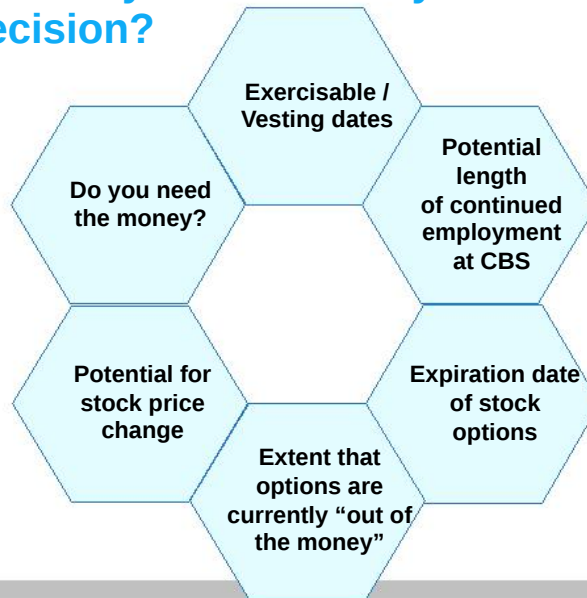 ecision?
Exercisable /
Vesting dates
Potential
length
of continued
employment
at CBS
Expiration date
of stock
options
Extent that
options are
currently “out of
the money”
Potential for
stock price
change
Do you need
the money?